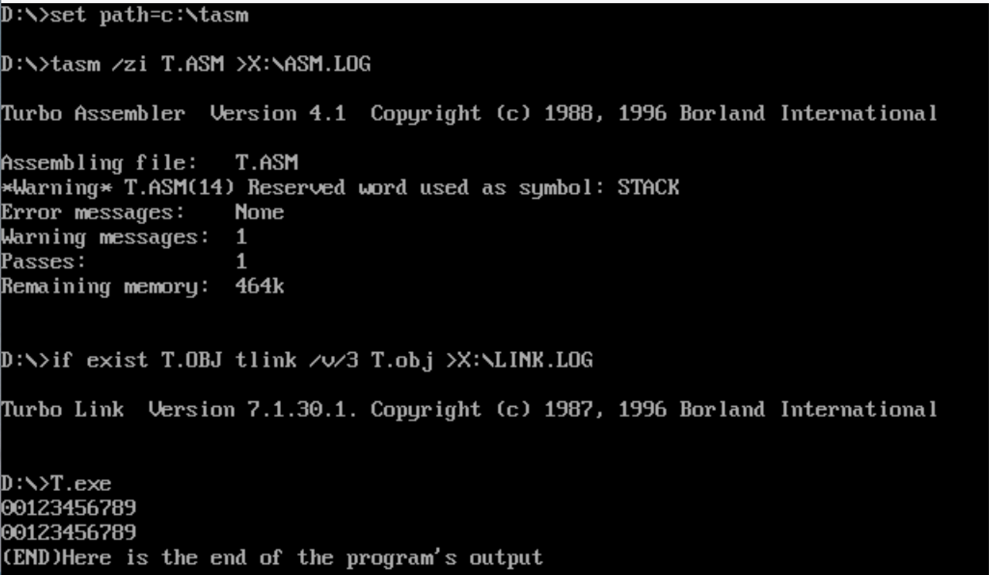 D:\>set path=c:\tasm
D:\>tasm /zi T.ASM >X:\ASM.LOG
Turbo Assembler  Version 4.1  Copyright (c) 1988, 1996 Borland International
Assembling file:   T.ASM
*Warning* T.ASM(14) Reserved word used as symbol: STACK
Error messages:    None
Warning messages:  1
Passes:            1
Remaining memory:  464k
D:\>if exist T.OBJ tlink /v/3 T.obj >X:\LINK.LOG
Turbo Link  Version 7.1.30.1. Copyright (c) 1987, 1996 Borland International
D:\>T.exe
00123456789
00123456789
(END)Here is the end of the program's output